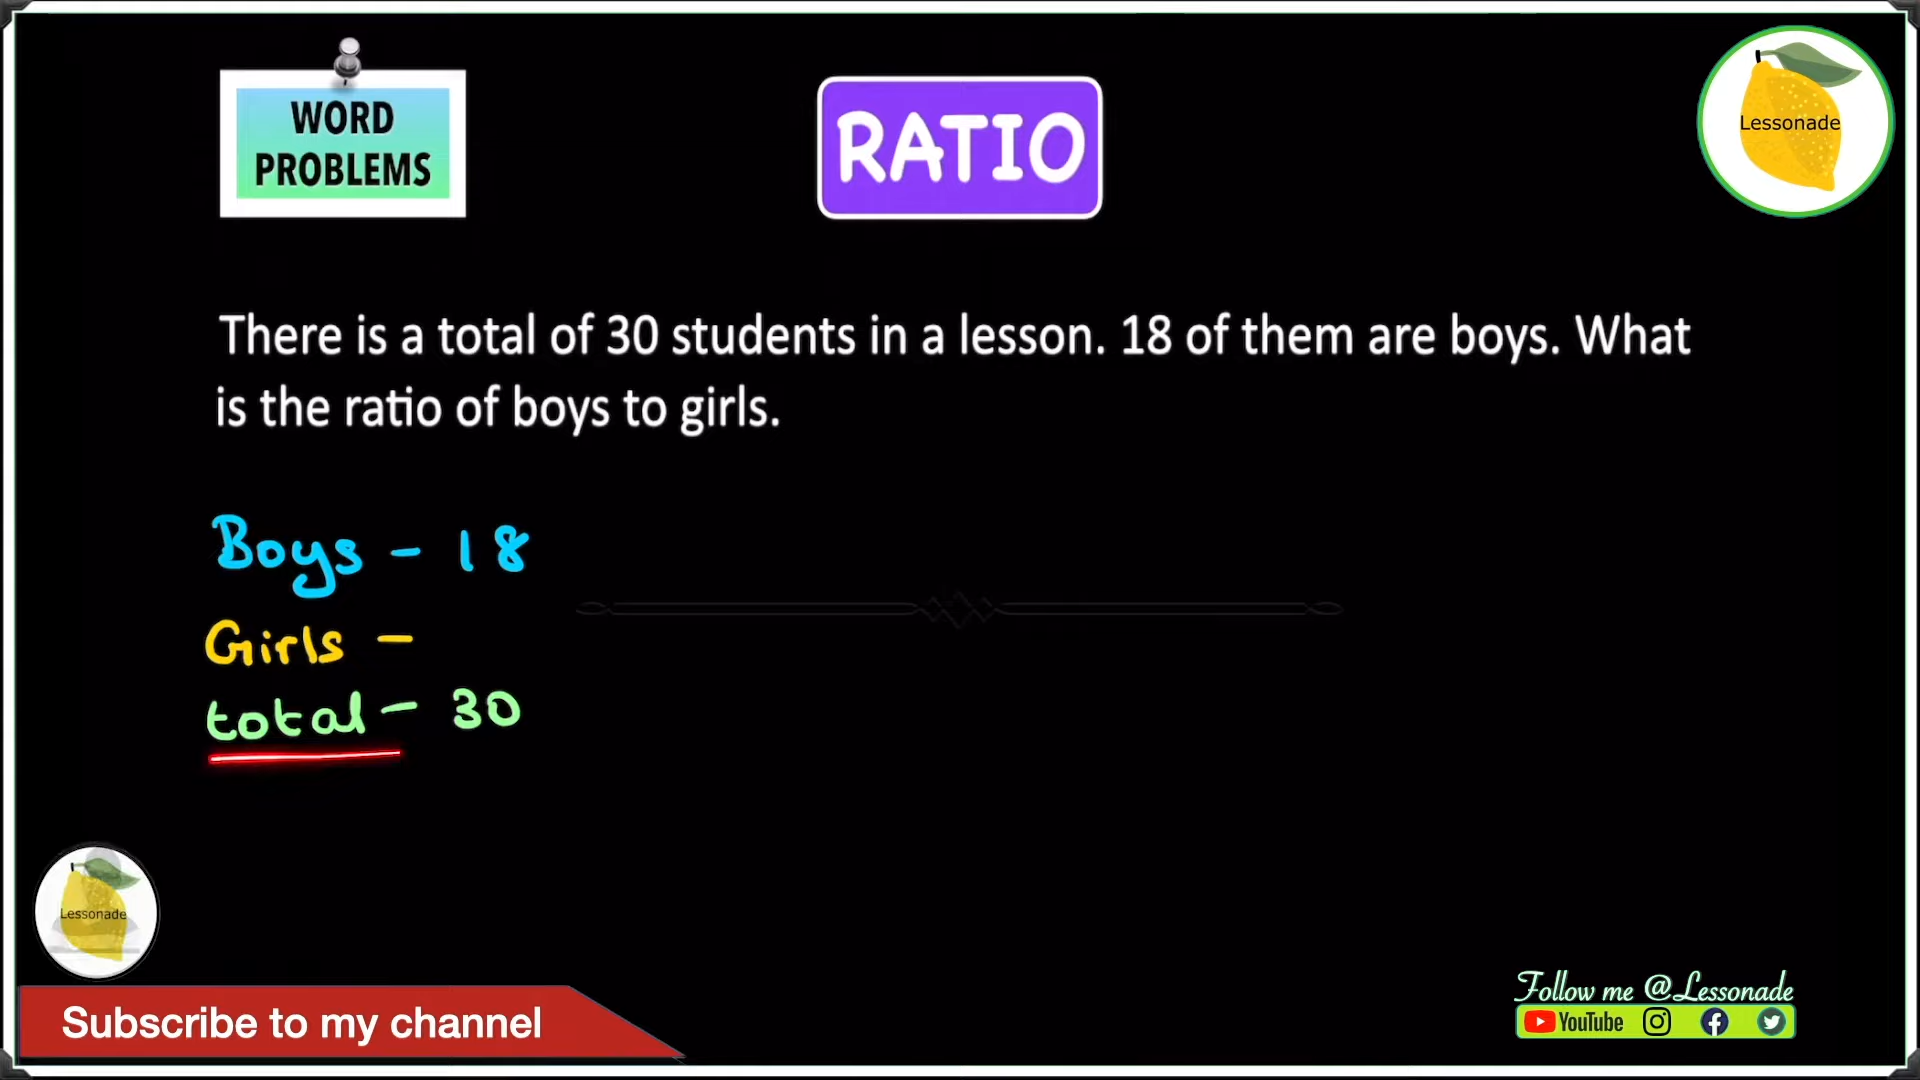 WORD
PROBLEMS
RATIO
Lessonade
There is a total of 30 students in a lesson. 18 of them are boys. What
is the ratio of boys to girls.
Boys - 18
Girls -
total - 30
Lessonade
Subscribe to my channel
Follow me @Lessonade
YouTube